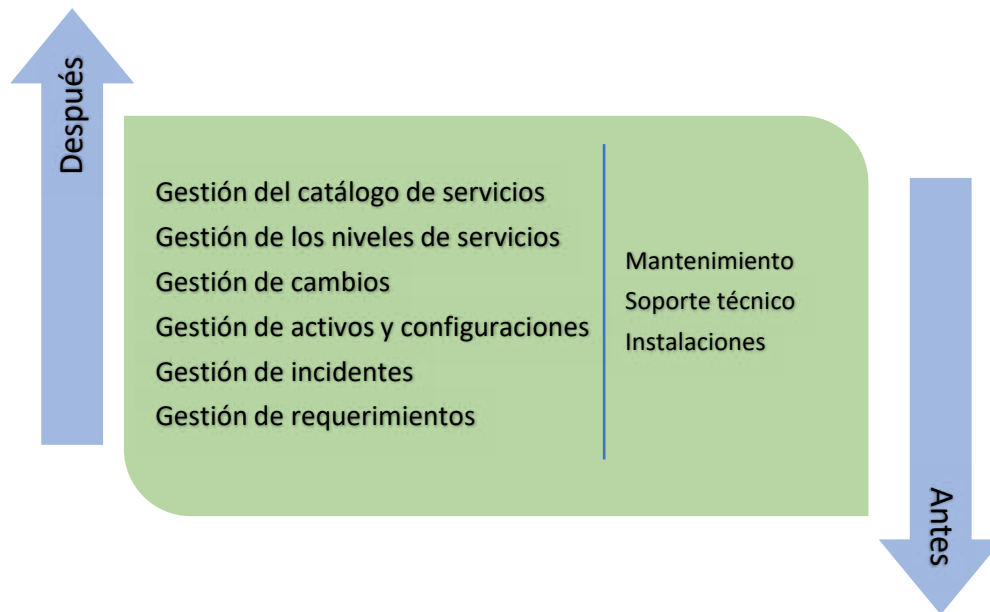 Después
Gestión del catálogo de servicios
Gestión de los niveles de servicios
Gestión de cambios
Gestión de activos y configuraciones
Gestión de incidentes
Gestión de requerimientos
Mantenimiento
Soporte técnico
Instalaciones
Antes